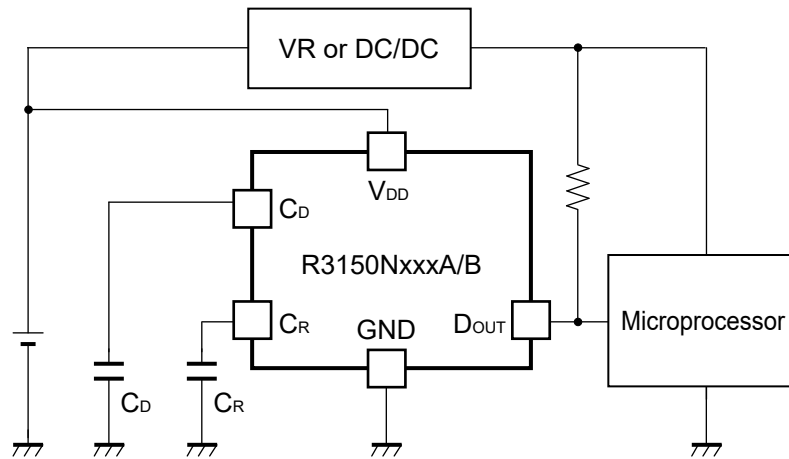 VR or DC/DC
VDD
CD
R3150NxxxA/B
CR
GND
DOUT
Microprocessor
CD
CR